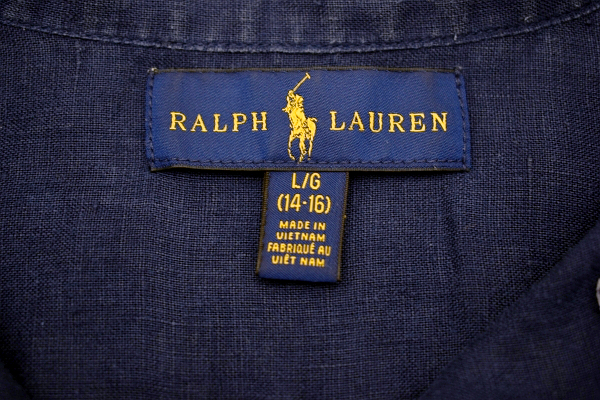 RALPH LAUREN
L/G
(14-16)
MADE IN
VIETNAM
FABRIQUÉ AU
VIÊT NAM